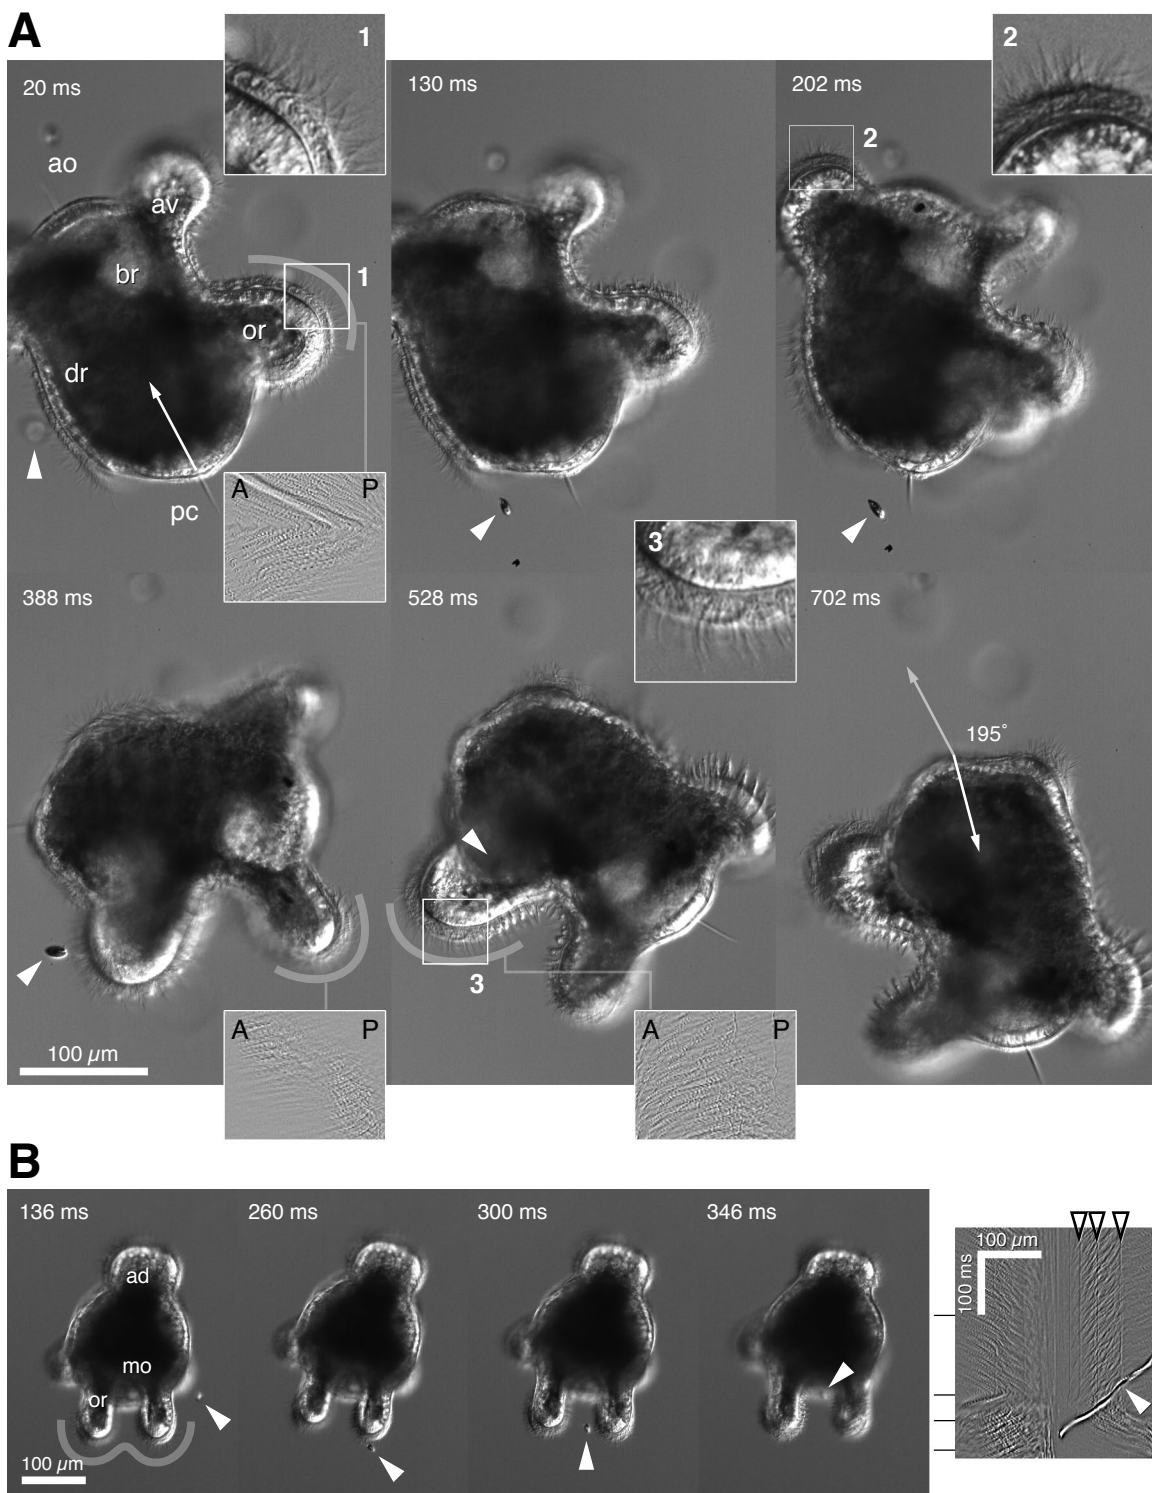 A
1
2
20 ms
130 ms
202 ms
ao
2
av
br
1
or
dr
A P
pc
3
388 ms
528 ms
702 ms
195°
3
A P
A P
100 µm
B
136 ms
260 ms
300 ms
346 ms
100 µm
100 ms
ad
mo
or
100 µm